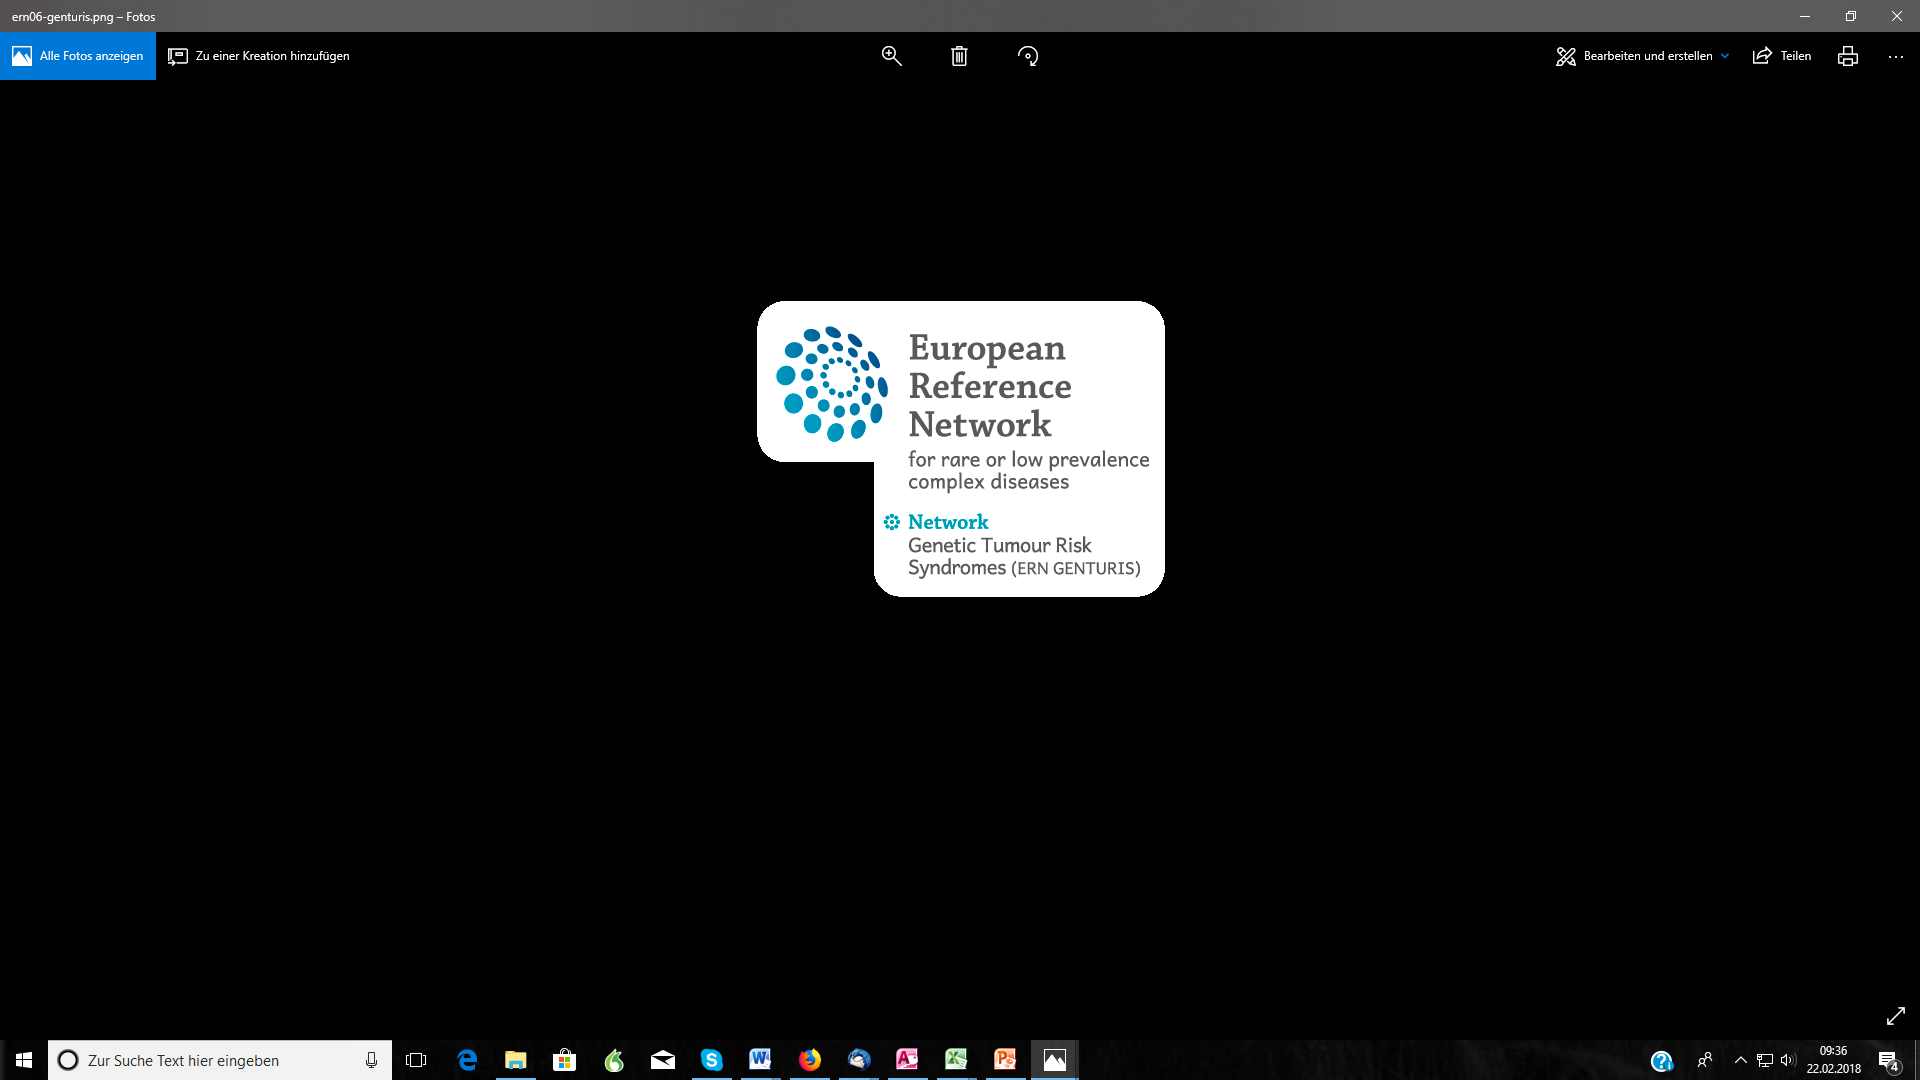 ern06-genturis.png – Fotos
Alle Fotos anzeigen
Zu einer Kreation hinzufügen
Bearbeiten und erstellen
Teilen
European
Reference
Network
for rare or low prevalence
complex diseases
Network
Genetic Tumour Risk
Syndromes (ERN GENTURIS)
Zur Suche Text hier eingeben
09:36
22.02.2018
4